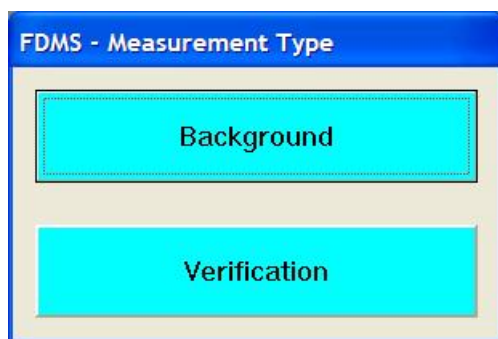 FDMS - Measurement Type
Background
Verification